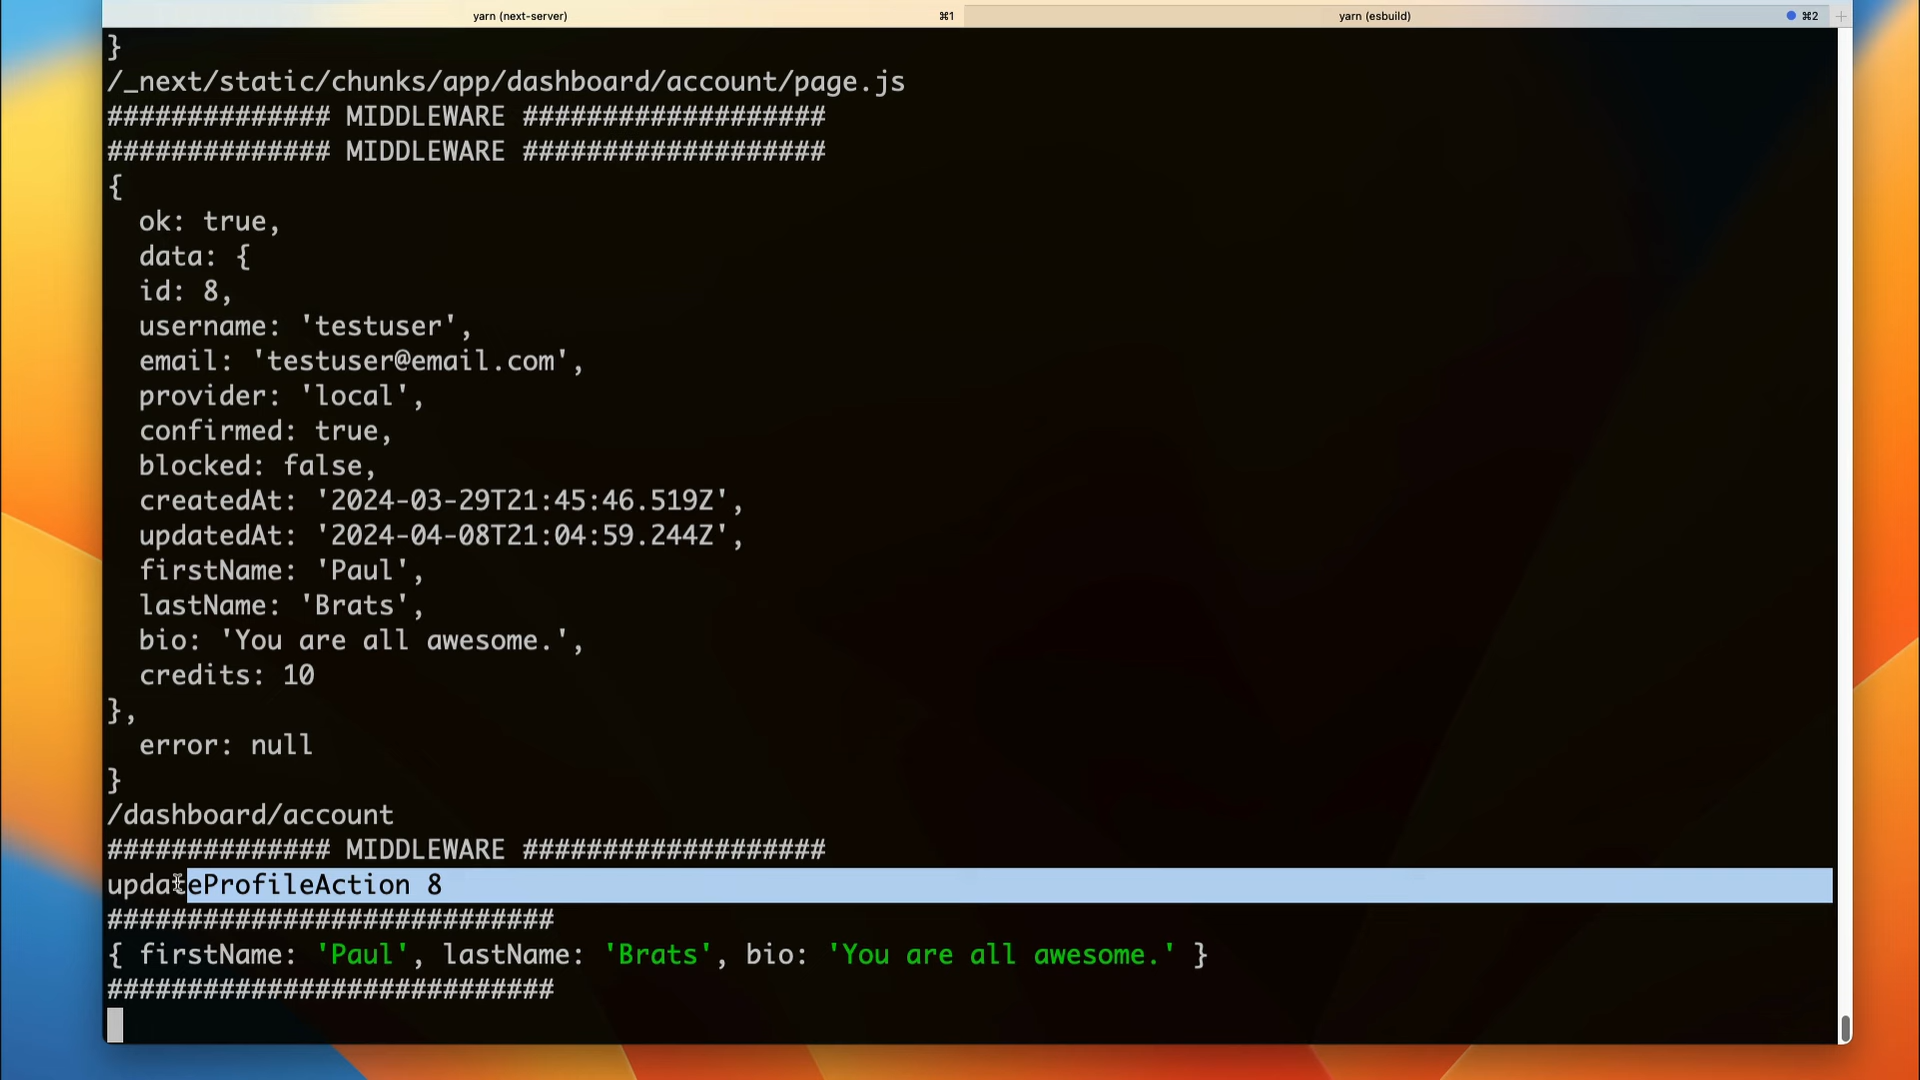 yarn (next-server) ⌘1 yarn (esbuild) ⌘2 +
}
/_next/static/chunks/app/dashboard/account/page.js
############## MIDDLEWARE ###################
############## MIDDLEWARE ###################
{
  ok: true,
  data: {
  id: 8,
  username: 'testuser',
  email: 'testuser@email.com',
  provider: 'local',
  confirmed: true,
  blocked: false,
  createdAt: '2024-03-29T21:45:46.519Z',
  updatedAt: '2024-04-08T21:04:59.244Z',
  firstName: 'Paul',
  lastName: 'Brats',
  bio: 'You are all awesome.',
  credits: 10
},
  error: null
}
/dashboard/account
############## MIDDLEWARE ###################
updateProfileAction 8
############################
{ firstName: 'Paul', lastName: 'Brats', bio: 'You are all awesome.' }
############################